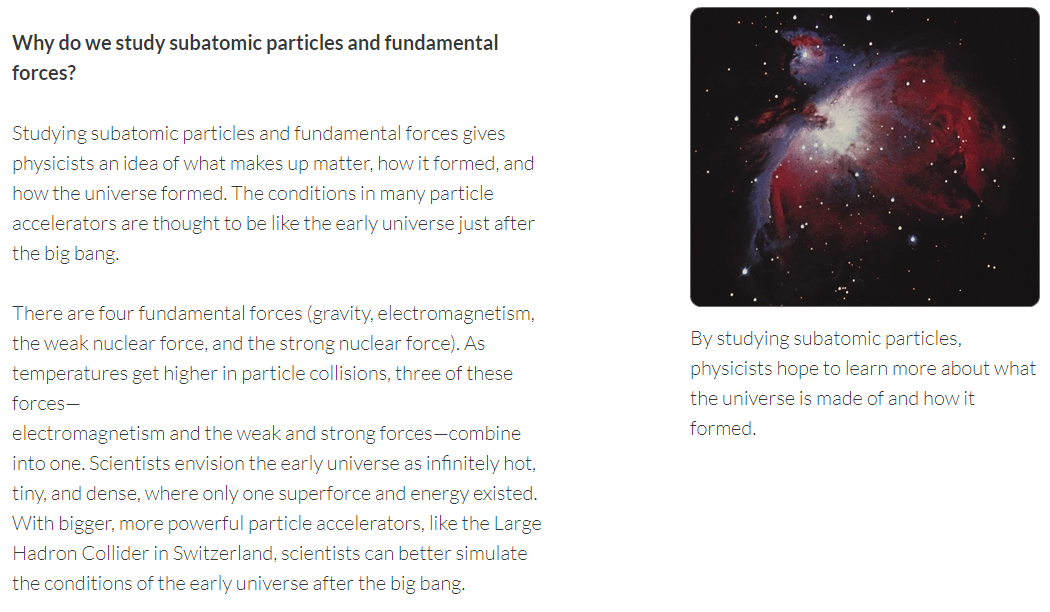 Why do we study subatomic particles and fundamental
forces?
Studying subatomic particles and fundamental forces gives
physicists an idea of what makes up matter, how it formed, and
how the universe formed. The conditions in many particle
accelerators are thought to be like the early universe just after
the big bang.
There are four fundamental forces (gravity, electromagnetism,
the weak nuclear force, and the strong nuclear force). As
temperatures get higher in particle collisions, three of these
forces—
electromagnetism and the weak and strong forces—combine
into one. Scientists envision the early universe as infinitely hot,
tiny, and dense, where only one superforce and energy existed.
With bigger, more powerful particle accelerators, like the Large
Hadron Collider in Switzerland, scientists can better simulate
the conditions of the early universe after the big bang.
By studying subatomic particles,
physicists hope to learn more about what
the universe is made of and how it
formed.